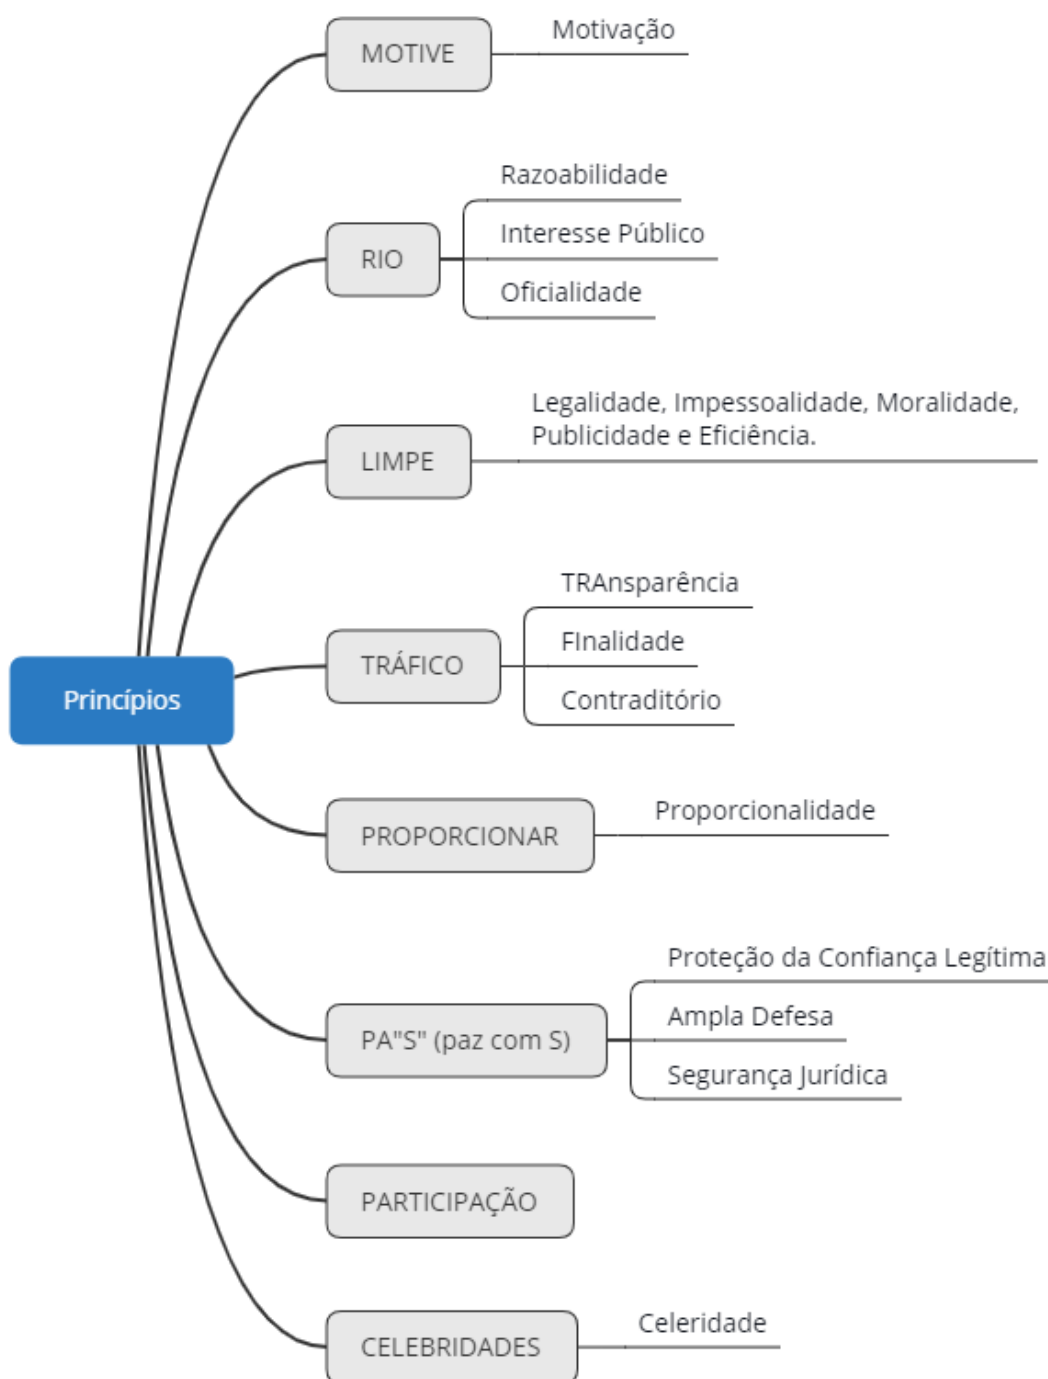 MOTIVE
Motivação
RIO
Razoabilidade
Interesse Público
Oficialidade
LIMPE
Legalidade, Impessoalidade, Moralidade,
Publicidade e Eficiência.
Princípios
TRÁFICO
TRAnsparência
FInalidade
Contraditório
PROPORCIONAR
Proporcionalidade
PA"S" (paz com S)
Proteção da Confiança Legítima
Ampla Defesa
Segurança Jurídica
PARTICIPAÇÃO
CELEBRIDADES
Celeridade